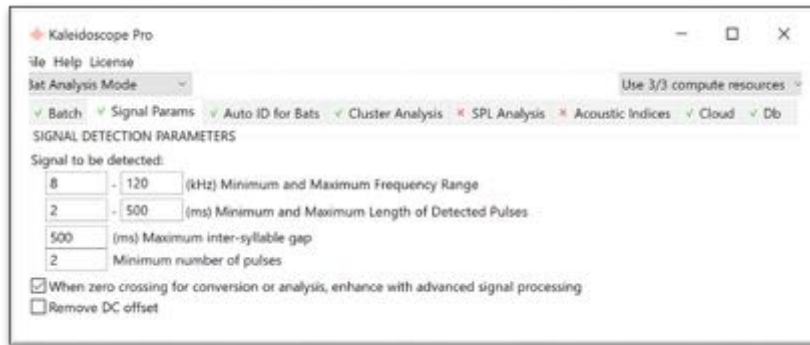 Kaleidoscope Pro
ile Help License
Bat Analysis Mode Use 3/3 compute resources
Batch Signal Params Auto ID for Bats Cluster Analysis SPL Analysis Acoustic Indices Cloud Db
SIGNAL DETECTION PARAMETERS
Signal to be detected:
8 - 120 (kHz) Minimum and Maximum Frequency Range
2 - 500 (ms) Minimum and Maximum Length of Detected Pulses
500 (ms) Maximum inter-syllable gap
2 Minimum number of pulses
When zero crossing for conversion or analysis, enhance with advanced signal processing
Remove DC offset